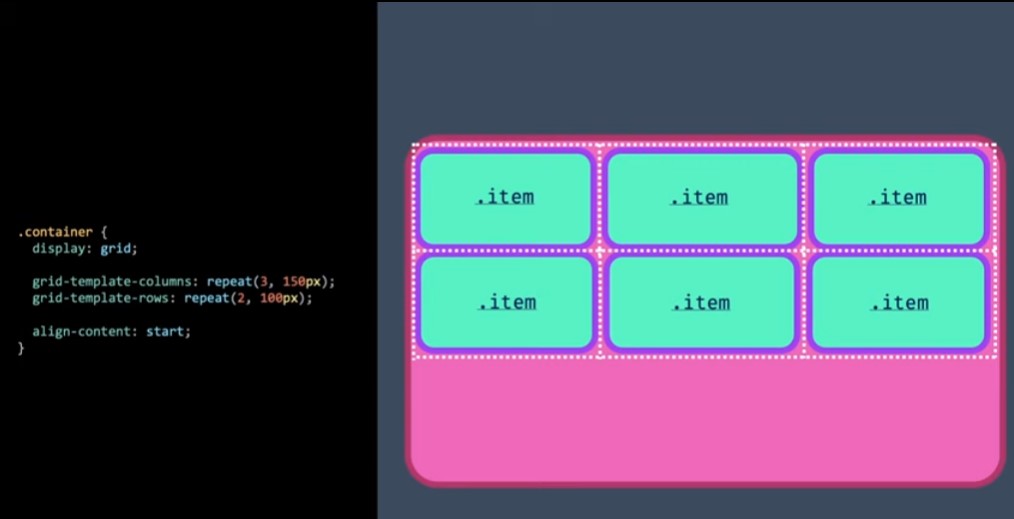 .container {
display: grid;
grid-template-columns: repeat(3, 150px);
grid-template-rows: repeat(2, 100px);
align-content: start;
}
.item .item .item
.item .item .item